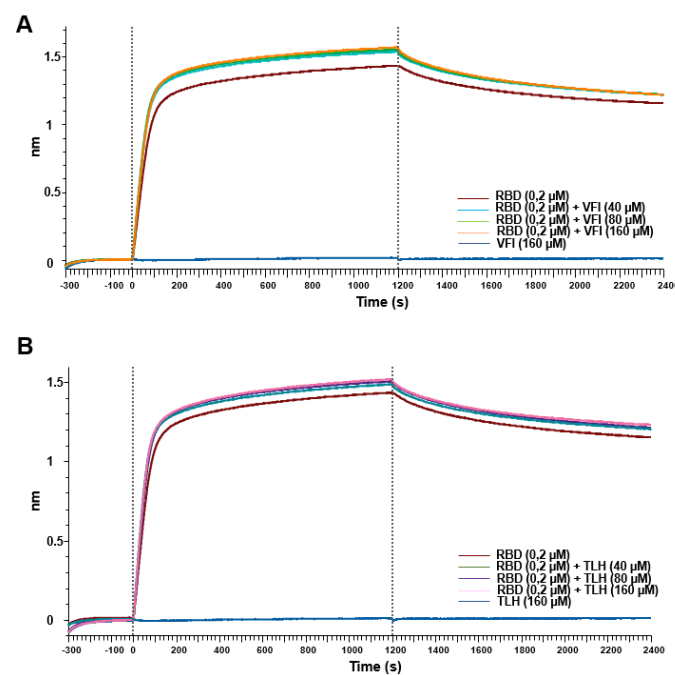 A
1.5
1
0.5
0
nm
-300 -100 0 200 400 600 800 1000 1200 1400 1600 1800 2000 2200 2400
Time (s)
RBD (0,2 µM)
RBD (0,2 µM) + VFI (40 µM)
RBD (0,2 µM) + VFI (80 µM)
RBD (0,2 µM) + VFI (160 µM)
VFI (160 µM)
B
1.5
1
0.5
0
nm
-300 -100 0 200 400 600 800 1000 1200 1400 1600 1800 2000 2200 2400
Time (s)
RBD (0,2 µM)
RBD (0,2 µM) + TLH (40 µM)
RBD (0,2 µM) + TLH (80 µM)
RBD (0,2 µM) + TLH (160 µM)
TLH (160 µM)